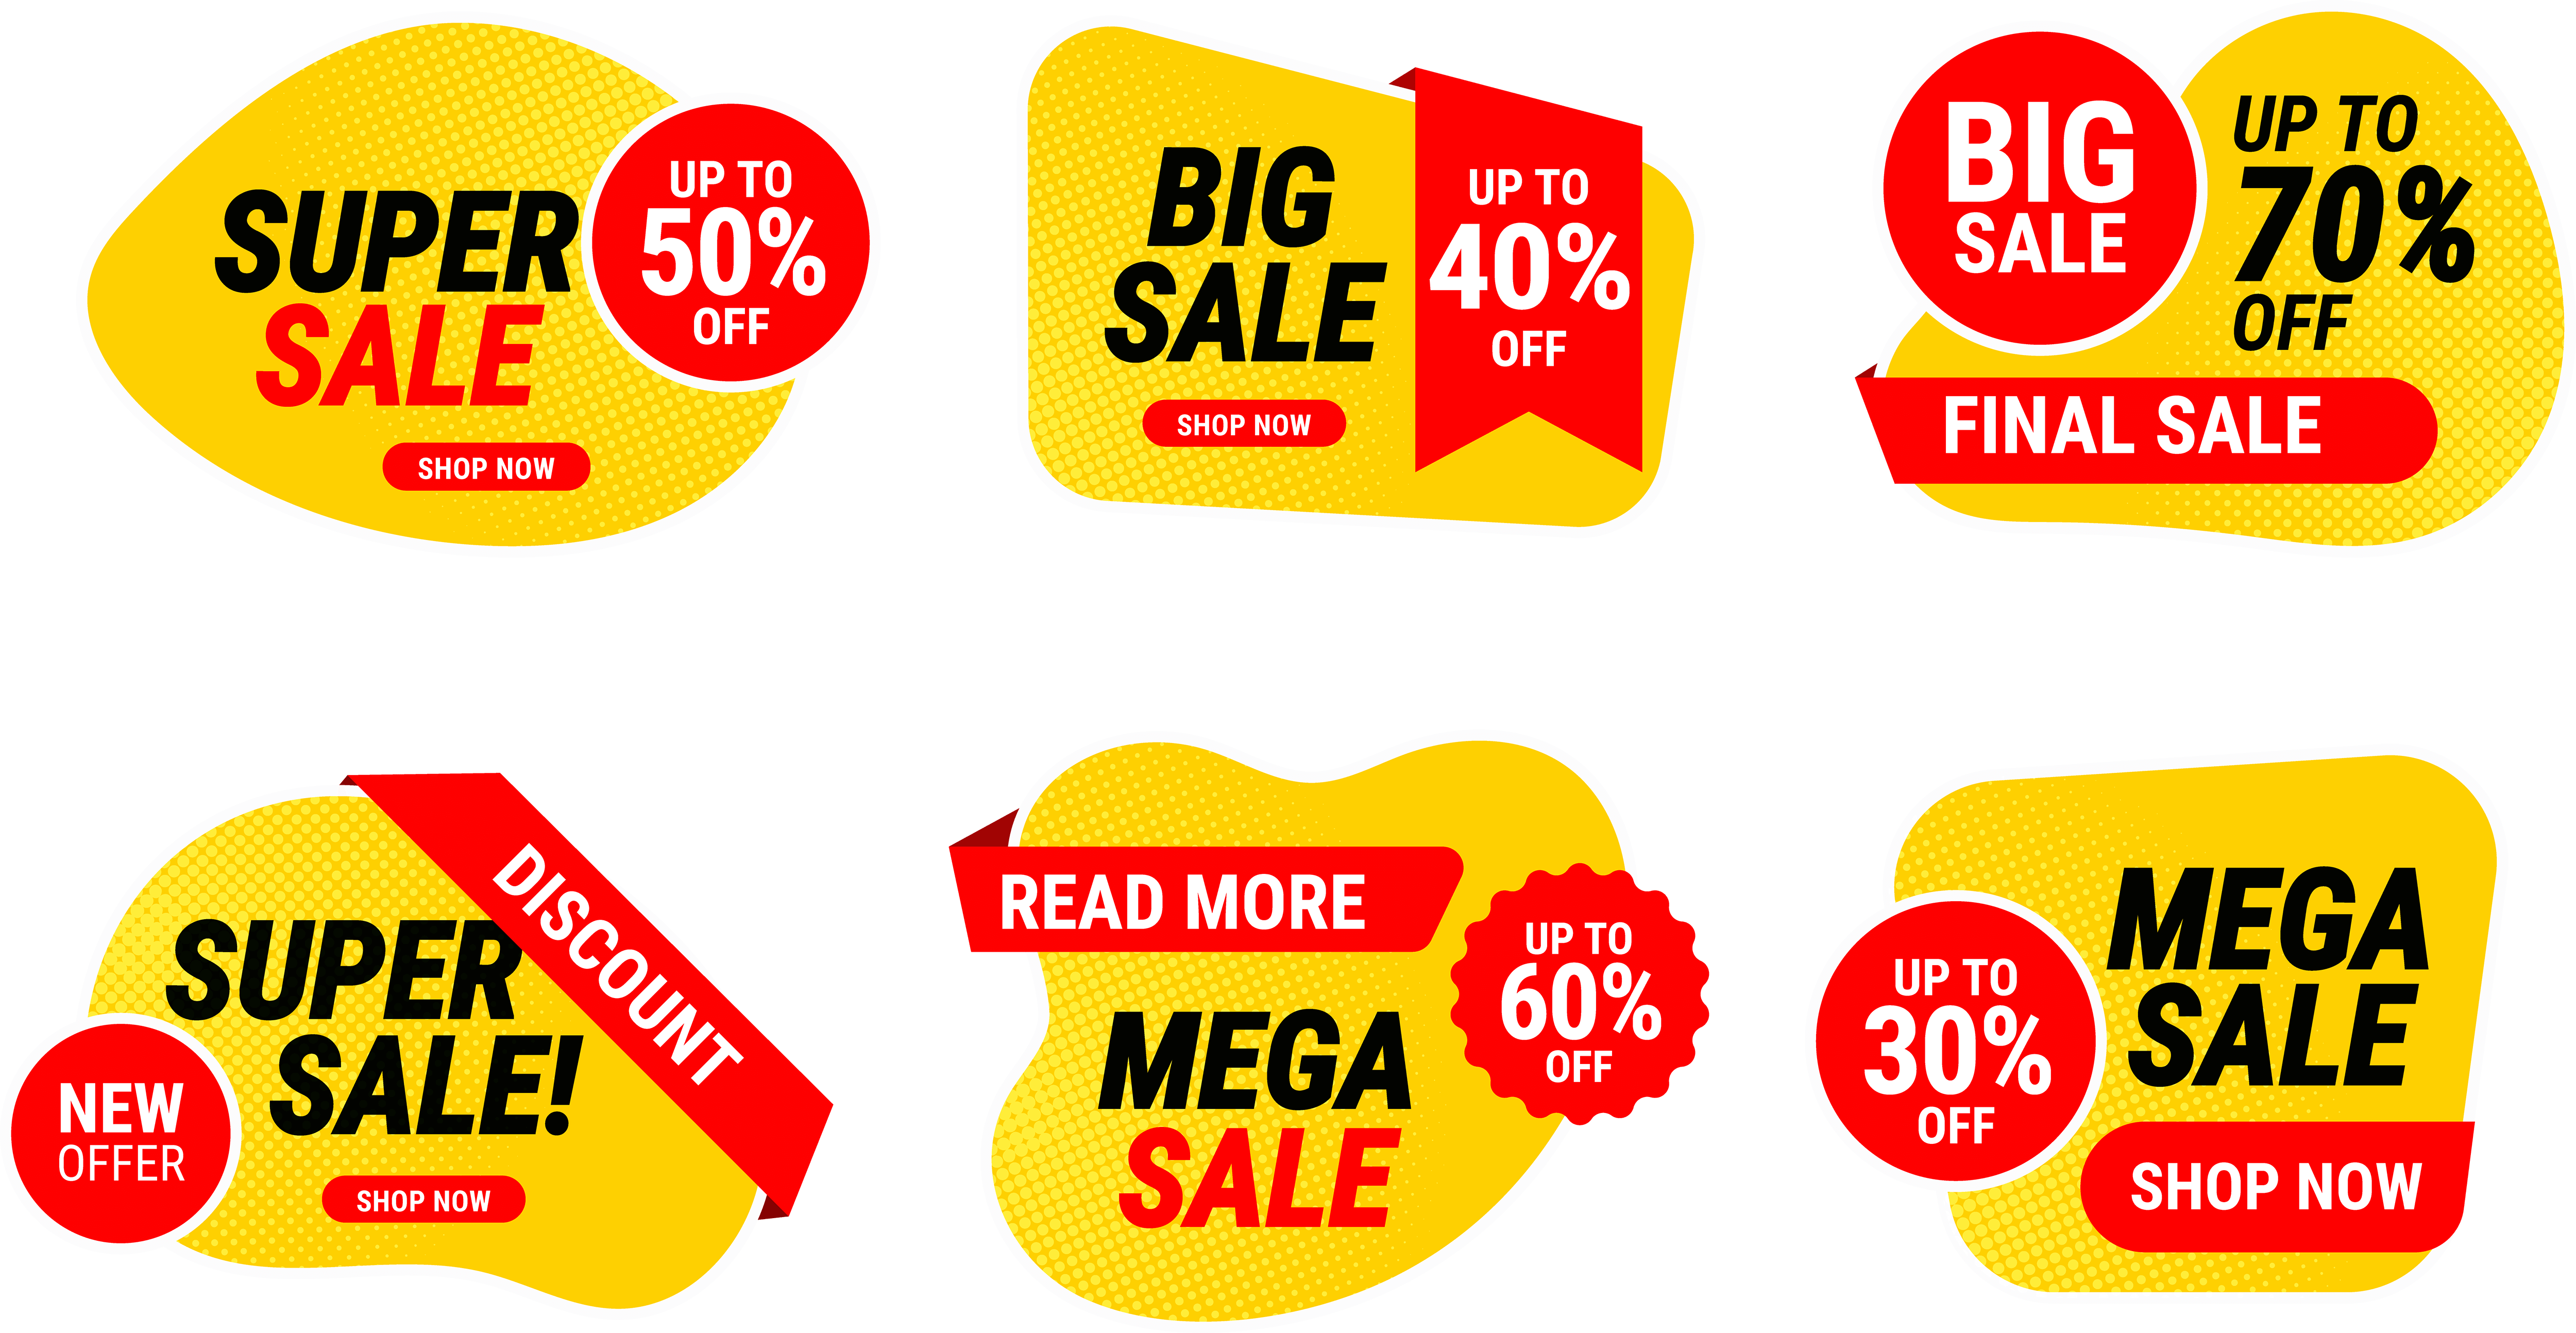 SUPER
SALE
UP TO
50%
OFF
SHOP NOW
BIG
SALE
SHOP NOW
UP TO
40%
OFF
BIG
SALE
UP TO
70%
OFF
FINAL SALE
DISCOUNT
SUPER
SALE!
NEW
OFFER
SHOP NOW
READ MORE
UP TO
60%
OFF
MEGA
SALE
MEGA
SALE
UP TO
30%
OFF
SHOP NOW